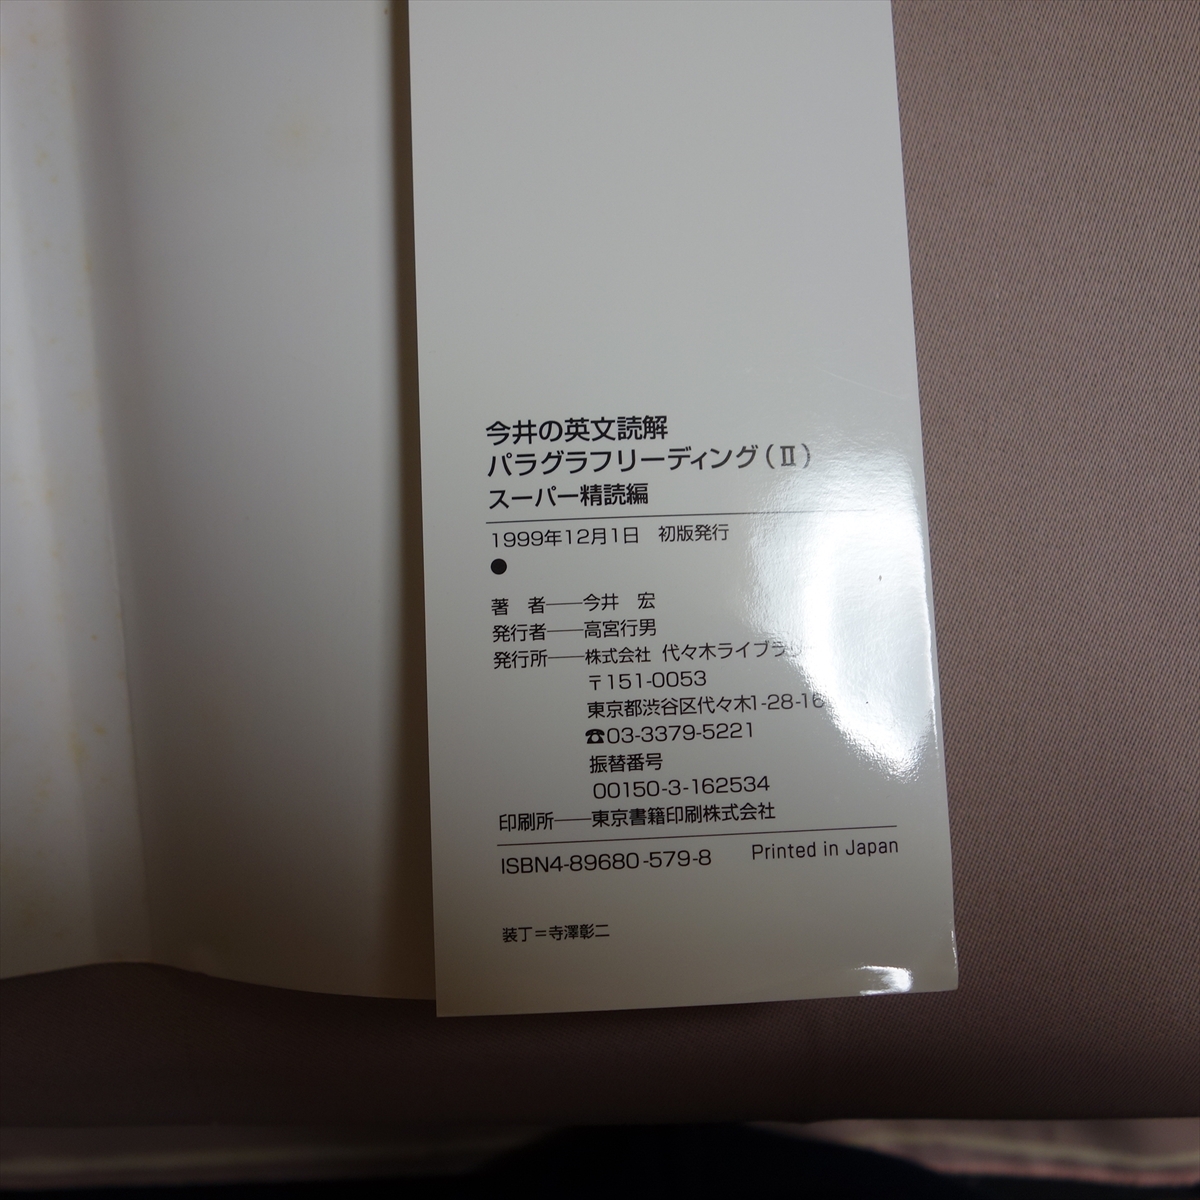 今井の英文読解
パラグラフリーディング(Ⅱ)
スーパー精読編
1999年12月1日 初版発行
●
著 者──今井 宏
発行者──高宮行男
発行所──株式会社 代々木ライブラリー
〒151-0053
東京都渋谷区代々木1-28-16
☎03-3379-5221
振替番号
00150-3-162534
印刷所──東京書籍印刷株式会社
ISBN4-89680-579-8 Printed in Japan
装丁=寺澤彰二